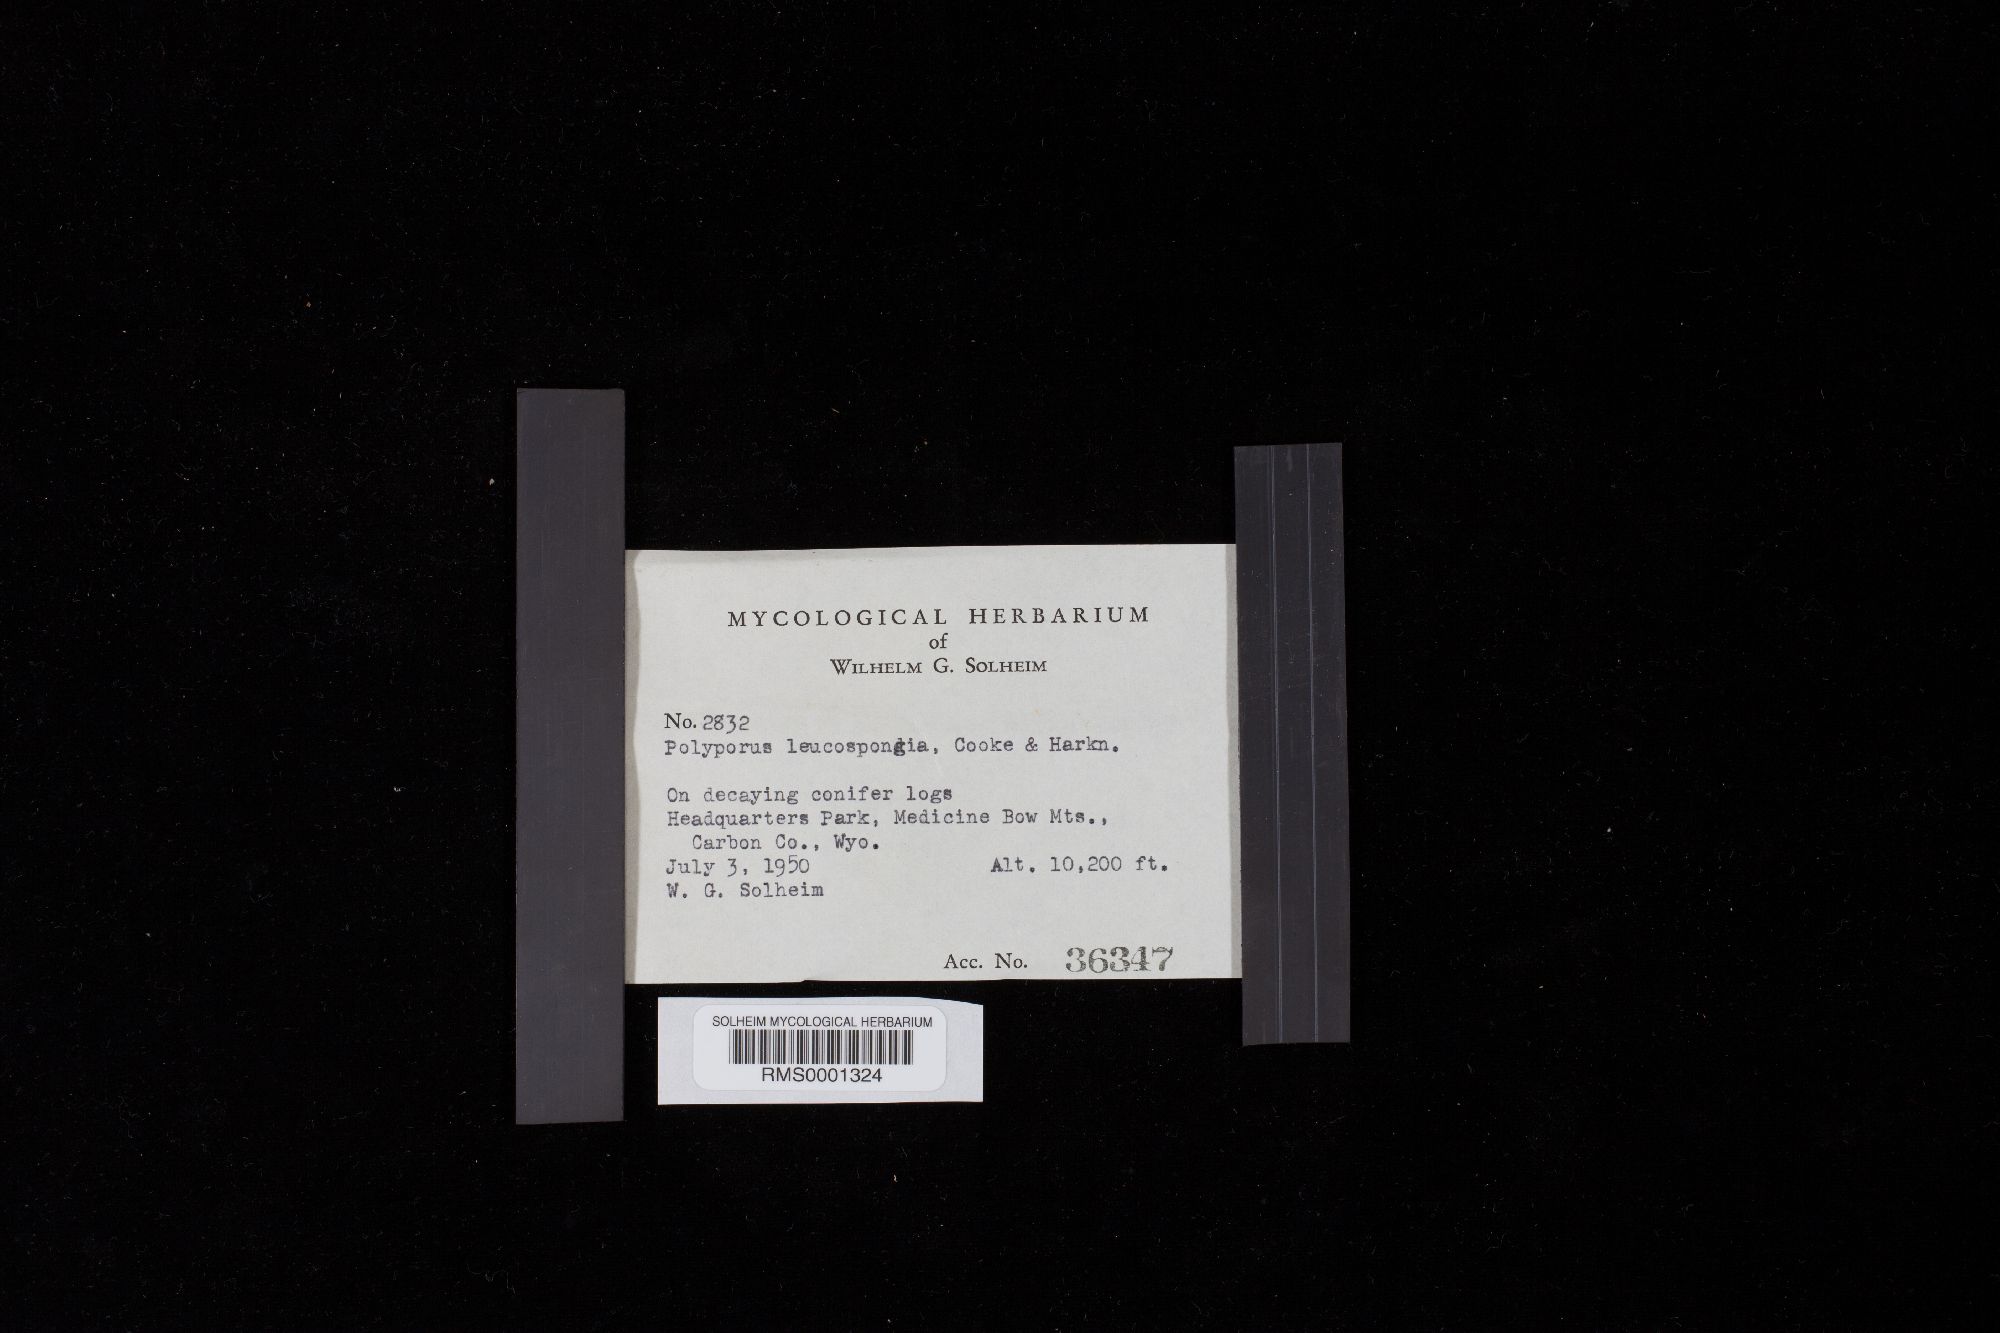 MYCOLOGICAL HERBARIUM
of
WILHELM G. SOLHEIM
No. 2832
Polyporus leucospongia, Cooke & Harkn.
On decaying conifer logs
Headquarters Park, Medicine Bow Mts.,
Carbon Co., Wyo.
July 3, 1950 Alt. 10,200 ft.
W. G. Solheim
Acc. No. 36347
SOLHEIM MYCOLOGICAL HERBARIUM
RMS0001324